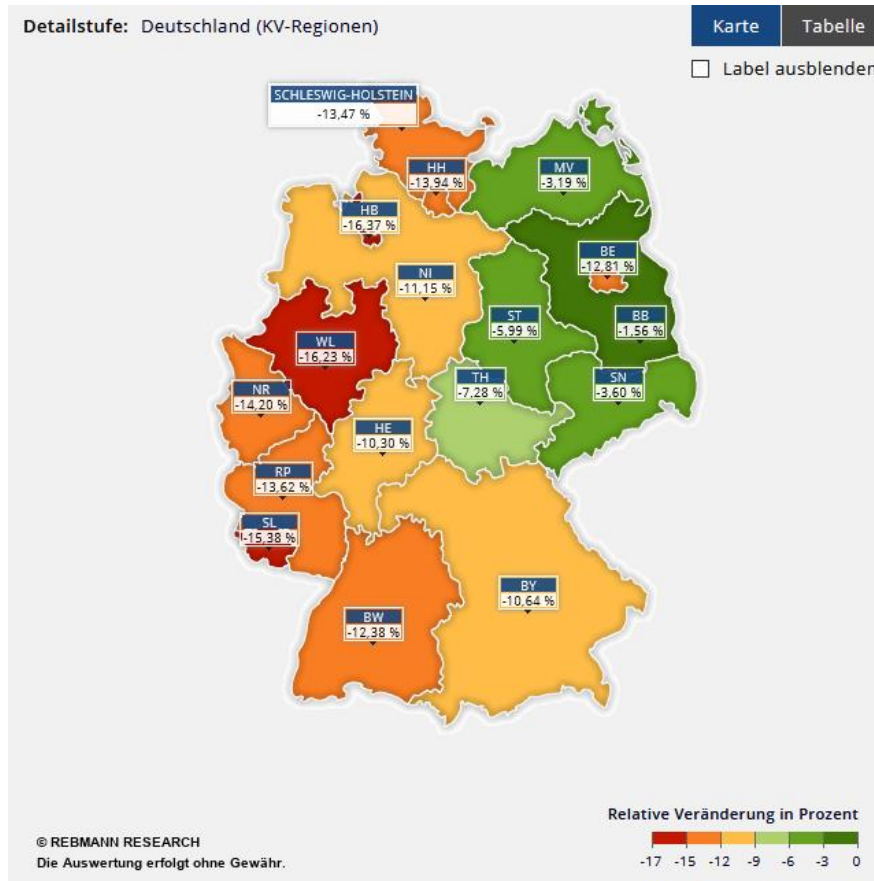 Detailstufe: Deutschland (KV-Regionen)
Karte
Tabelle
Label ausblenden
SCHLESWIG-HOLSTEIN
-13,47 %
HH
-13,94 %
MV
-3,19 %
HB
-16,37 %
BE
-12,81 %
NI
-11,15 %
ST
-5,99 %
BB
-1,56 %
WL
-16,23 %
TH
-7,28 %
SN
-3,60 %
NR
-14,20 %
HE
-10,30 %
RP
-13,62 %
SL
-15,38 %
BY
-10,64 %
BW
-12,38 %
Relative Veränderung in Prozent
-17 -15 -12 -9 -6 -3 0
© REBMANN RESEARCH
Die Auswertung erfolgt ohne Gewähr.